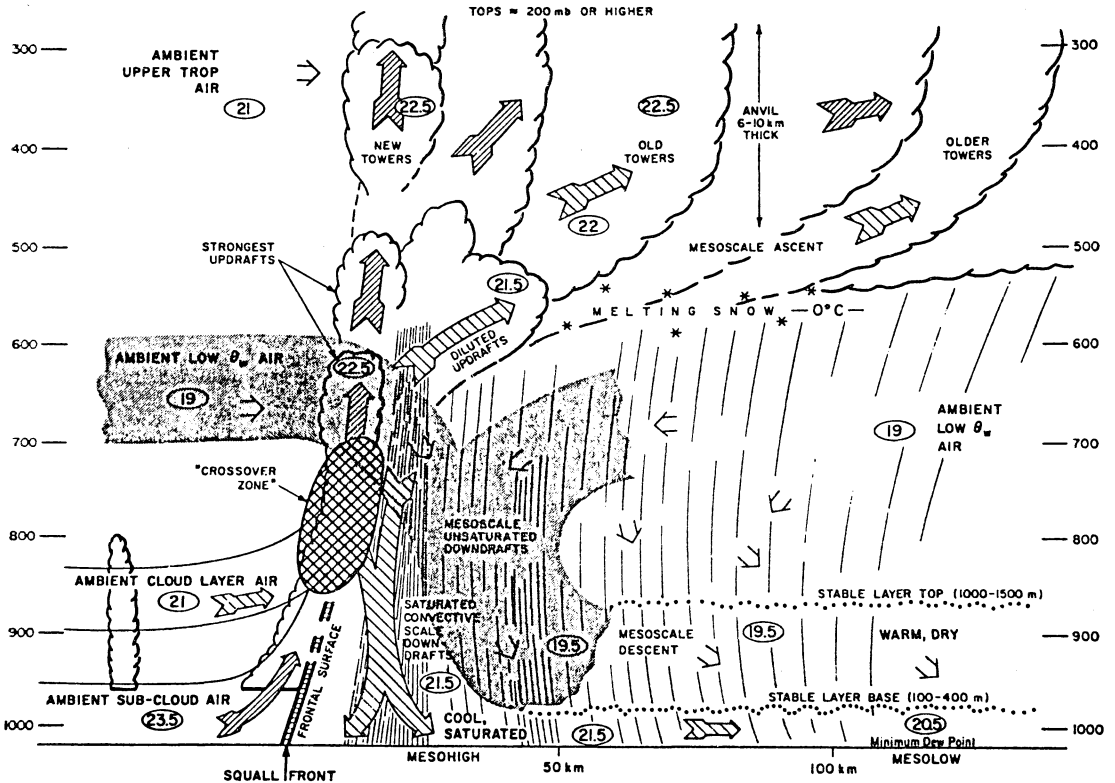 TOPS ≈ 200 mb OR HIGHER
300
300
AMBIENT
UPPER TROP
AIR
21
22.5
22.5
ANVIL
6-10 km
THICK
NEW
TOWERS
OLD
TOWERS
OLDER
TOWERS
400
400
22
500
500
STRONGEST
UPDRAFTS
MESOSCALE ASCENT
21.5
MELTING SNOW —0°C—
DILUTED
UPDRAFTS
600
600
AMBIENT LOW θw AIR
22.5
19
19
AMBIENT
LOW θw
AIR
700
700
"CROSSOVER
ZONE"
MESOSCALE
UNSATURATED
DOWNDRAFTS
800
800
AMBIENT CLOUD LAYER AIR
21
STABLE LAYER TOP (1000-1500 m)
SATURATED
CONVECTIVE
SCALE
DOWN
DRAFTS
900
900
19.5
MESOSCALE
DESCENT
19.5
WARM, DRY
FRONTAL SURFACE
21.5
AMBIENT SUB-CLOUD AIR
23.5
STABLE LAYER BASE (100-400 m)
COOL,
SATURATED
21.5
20.5
1000
1000
Minimum Dew Point
MESOHIGH
50 km
100 km
MESOLOW
SQUALL FRONT